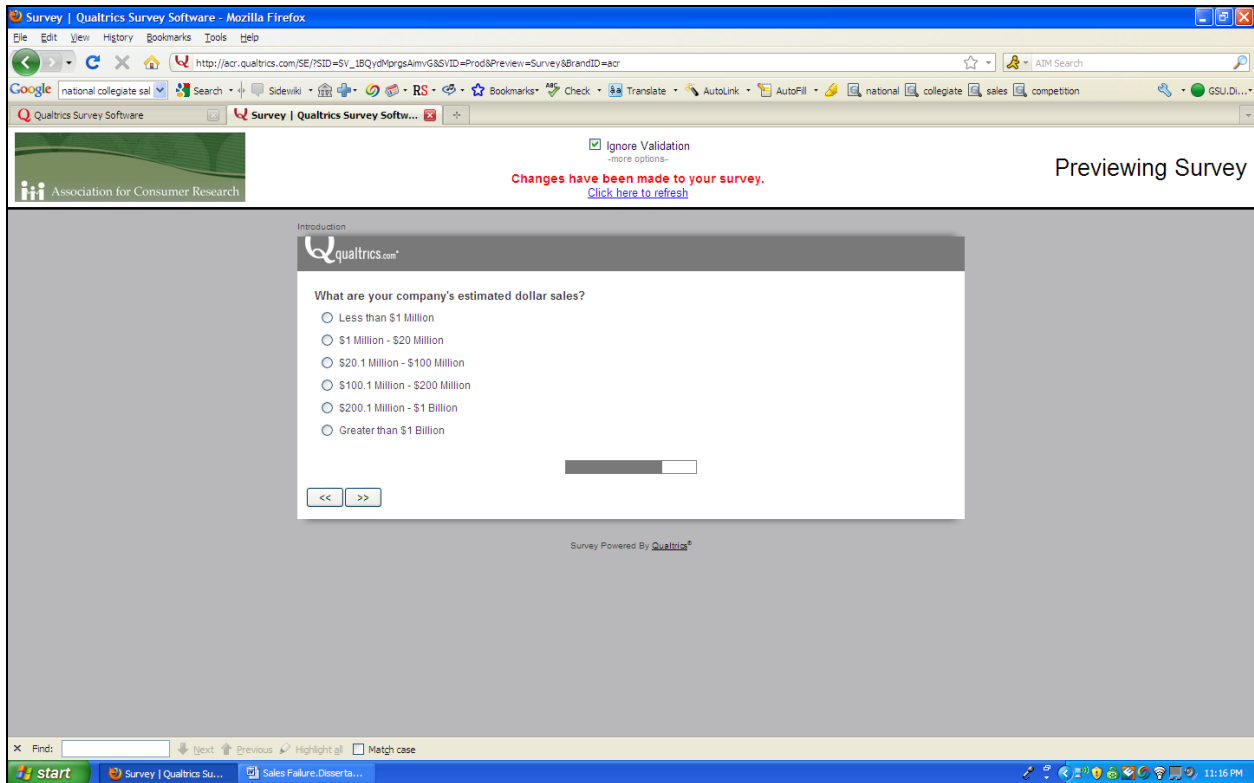 Survey | Qualtrics Survey Software - Mozilla Firefox
File Edit View History Bookmarks Tools Help
http://acr.qualtrics.com/SE/?SID=SV_1BQydMprgsAimvG&SVID=Prod&Preview=Survey&BrandID=acr
AIM Search
Google national collegiate sal Search Sidewiki RS Bookmarks ABC Check aあ Translate AutoLink AutoFill national collegiate sales competition GSU.Di...
Qualtrics Survey Software Survey | Qualtrics Survey Softw...
Ignore Validation
-more options-
Changes have been made to your survey.
Click here to refresh
Previewing Survey
Association for Consumer Research
Introduction
qualtrics.com
What are your company's estimated dollar sales?
Less than $1 Million
$1 Million - $20 Million
$20.1 Million - $100 Million
$100.1 Million - $200 Million
$200.1 Million - $1 Billion
Greater than $1 Billion
<< >>
Survey Powered By Qualtrics®
Find: Next Previous Highlight all Match case
start Survey | Qualtrics Su... Sales Failure.Disserta... 11:16 PM